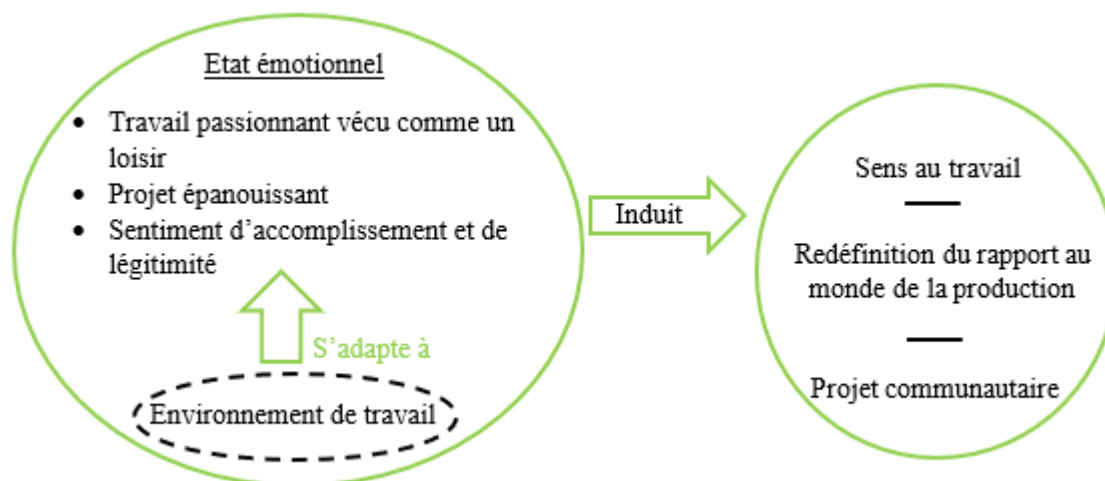 Etat émotionnel
• Travail passionnant vécu comme un
loisir
• Projet épanouissant
• Sentiment d’accomplissement et de
légitimité
S’adapte à
Environnement de travail
Induit
Sens au travail
Redéfinition du rapport au
monde de la production
Projet communautaire